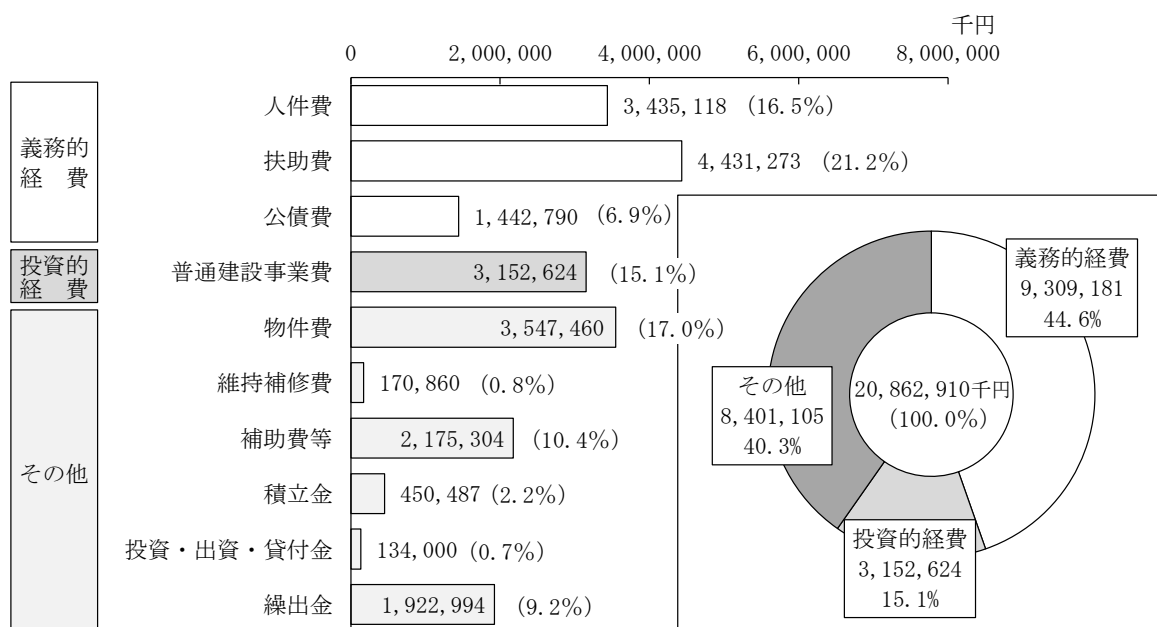 千円
0 2,000,000 4,000,000 6,000,000 8,000,000
義務的
経　費
人件費 3,435,118 (16.5%)
扶助費 4,431,273 (21.2%)
公債費 1,442,790 (6.9%)
投資的
経　費
普通建設事業費 3,152,624 (15.1%)
その他
物件費 3,547,460 (17.0%)
維持補修費 170,860 (0.8%)
補助費等 2,175,304 (10.4%)
積立金 450,487 (2.2%)
投資・出資・貸付金 134,000 (0.7%)
繰出金 1,922,994 (9.2%)
義務的経費
9,309,181
44.6%
その他
8,401,105
40.3%
20,862,910千円
(100.0%)
投資的経費
3,152,624
15.1%